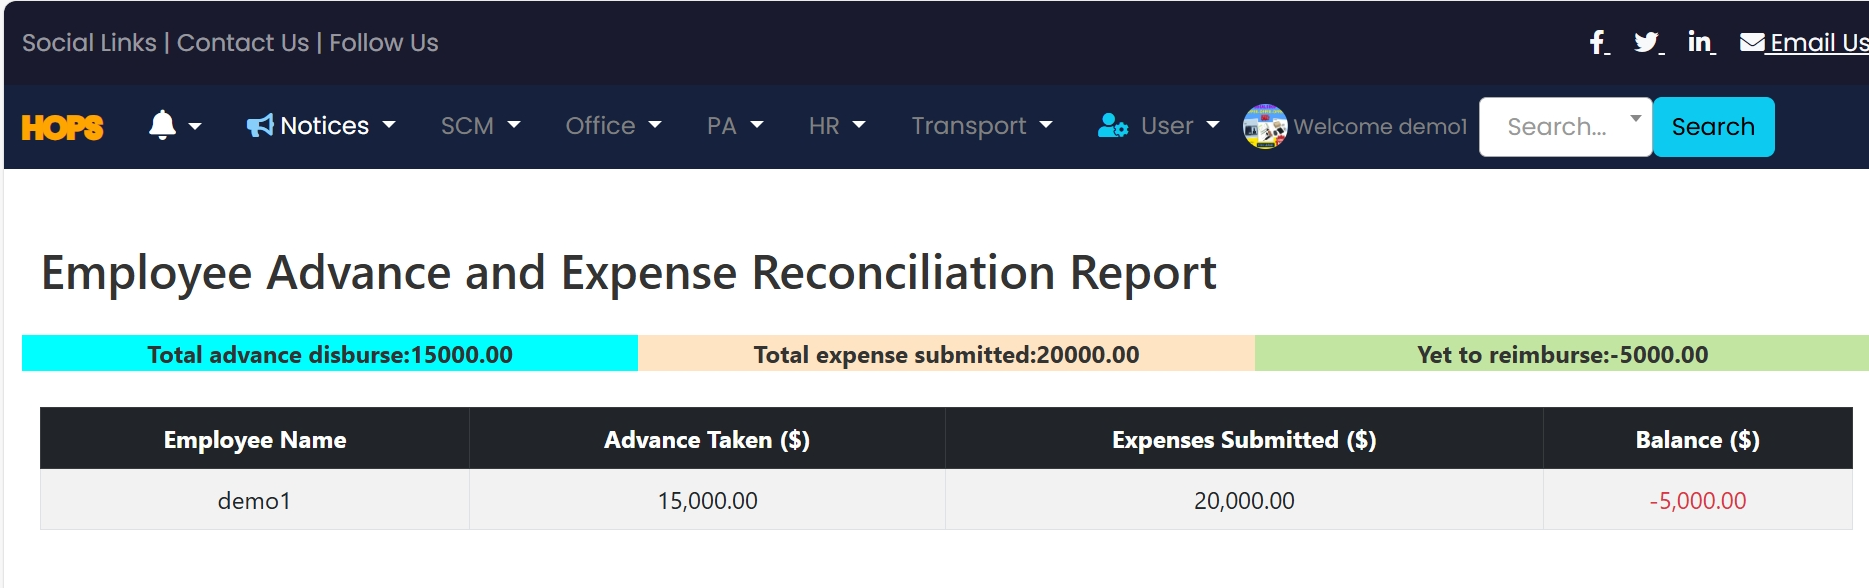 Social Links | Contact Us | Follow Us
Email Us
HOPS Notices SCM Office PA HR Transport User Welcome demo1 Search... Search
Employee Advance and Expense Reconciliation Report
Total advance disburse:15000.00 Total expense submitted:20000.00 Yet to reimburse:-5000.00
Employee Name Advance Taken ($) Expenses Submitted ($) Balance ($)
demo1 15,000.00 20,000.00 -5,000.00